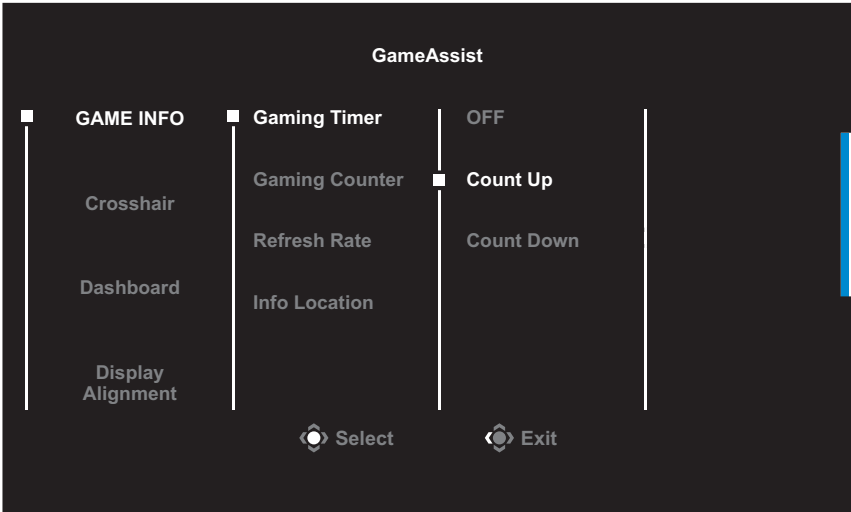 GameAssist
GAME INFO
Crosshair
Dashboard
Display
Alignment
Gaming Timer
Gaming Counter
Refresh Rate
Info Location
OFF
Count Up
Count Down
Select
Exit